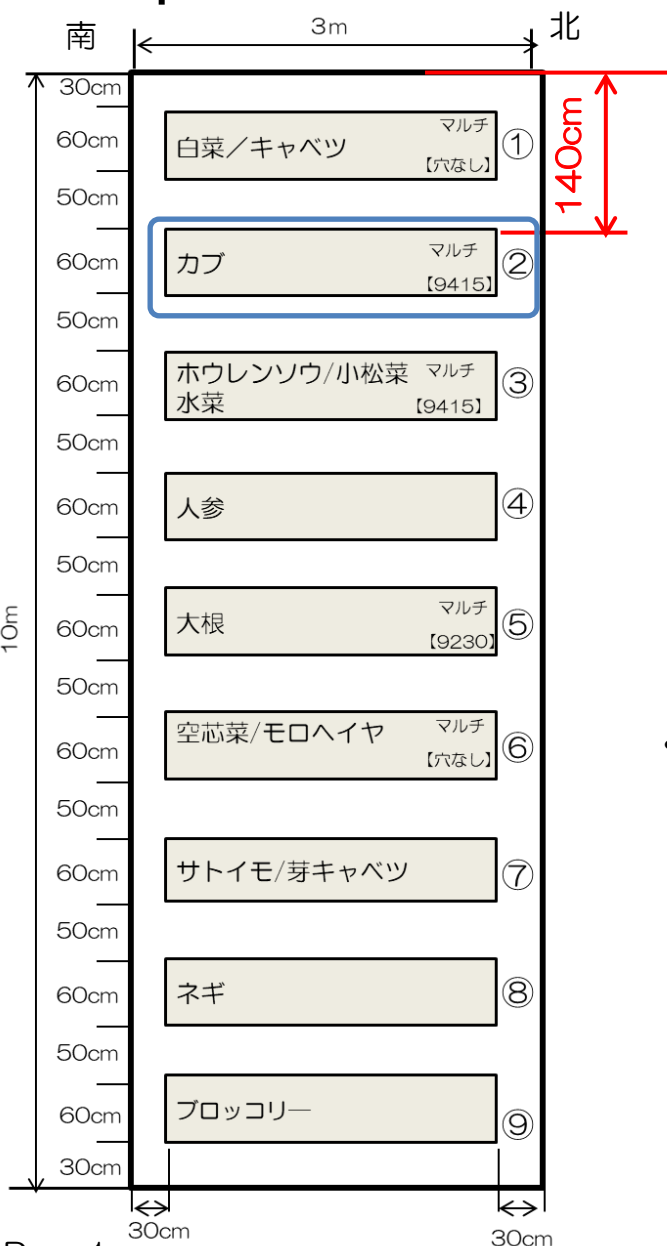 南
3m
北
30cm
60cm
白菜／キャベツ
マルチ
【穴なし】
①
140cm
50cm
60cm
カブ
マルチ
【9415】
②
50cm
60cm
ホウレンソウ/小松菜
水菜
マルチ
【9415】
③
50cm
60cm
人参
④
50cm
60cm
大根
マルチ
【9230】
⑤
10m
50cm
60cm
空芯菜/モロヘイヤ
マルチ
【穴なし】
⑥
50cm
60cm
サトイモ/芽キャベツ
⑦
50cm
60cm
ネギ
⑧
50cm
60cm
ブロッコリー
⑨
30cm
30cm
30cm